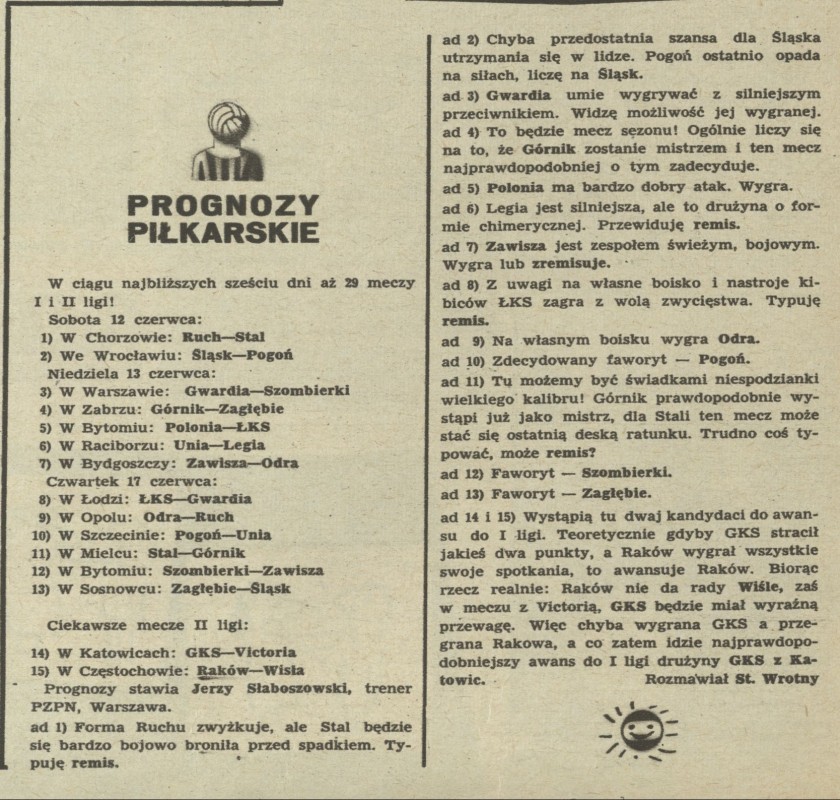 PROGNOZY
PIŁKARSKIE
W ciągu najbliższych sześciu dni aż 29 meczy
I i II ligi!
Sobota 12 czerwca:
1) W Chorzowie: Ruch—Stal
2) We Wrocławiu: Śląsk—Pogoń
Niedziela 13 czerwca:
3) W Warszawie: Gwardia—Szombierki
4) W Zabrzu: Górnik—Zagłębie
5) W Bytomiu: Polonia—ŁKS
6) W Raciborzu: Unia—Legia
7) W Bydgoszczy: Zawisza—Odra
Czwartek 17 czerwca:
8) W Łodzi: ŁKS—Gwardia
9) W Opolu: Odra—Ruch
10) W Szczecinie: Pogoń—Unia
11) W Mielcu: Stal—Górnik
12) W Bytomiu: Szombierki—Zawisza
13) W Sosnowcu: Zagłębie—Śląsk
Ciekawsze mecze II ligi:
14) W Katowicach: GKS—Victoria
15) W Częstochowie: Raków—Wisła
Prognozy stawia Jerzy Słaboszowski, trener
PZPN, Warszawa.
ad 1) Forma Ruchu zwyżkuje, ale Stal będzie
się bardzo bojowo broniła przed spadkiem. Ty-
puję remis.
ad 2) Chyba przedostatnia szansa dla Śląska
utrzymania się w lidze. Pogoń ostatnio opada
na siłach, liczę na Śląsk.
ad 3) Gwardia umie wygrywać z silniejszym
przeciwnikiem. Widzę możliwość jej wygranej.
ad 4) To będzie mecz sezonu! Ogólnie liczy się
na to, że Górnik zostanie mistrzem i ten mecz
najprawdopodobniej o tym zadecyduje.
ad 5) Polonia ma bardzo dobry atak. Wygra.
ad 6) Legia jest silniejsza, ale to drużyna o for-
mie chimerycznej. Przewiduję remis.
ad 7) Zawisza jest zespołem świeżym, bojowym.
Wygra lub zremisuje.
ad 8) Z uwagi na własne boisko i nastroje ki-
biców ŁKS zagra z wolą zwycięstwa. Typuję
remis.
ad 9) Na własnym boisku wygra Odra.
ad 10) Zdecydowany faworyt — Pogoń.
ad 11) Tu możemy być świadkami niespodzianki
wielkiego kalibru! Górnik prawdopodobnie wy-
stąpi już jako mistrz, dla Stali ten mecz może
stać się ostatnią deską ratunku. Trudno coś ty-
pować, może remis?
ad 12) Faworyt — Szombierki.
ad 13) Faworyt — Zagłębie.
ad 14 i 15) Wystąpią tu dwaj kandydaci do awan-
su do I ligi. Teoretycznie gdyby GKS stracił
jakieś dwa punkty, a Raków wygrał wszystkie
swoje spotkania, to awansuje Raków. Biorąc
rzecz realnie: Raków nie da rady Wiśle, zaś
w meczu z Victorią, GKS będzie miał wyraźną
przewagę. Więc chyba wygrana GKS a prze-
grana Rakowa, a co zatem idzie najprawdopo-
dobniejszy awans do I ligi drużyny GKS z Ka-
towic. Rozmawiał St. Wrotny